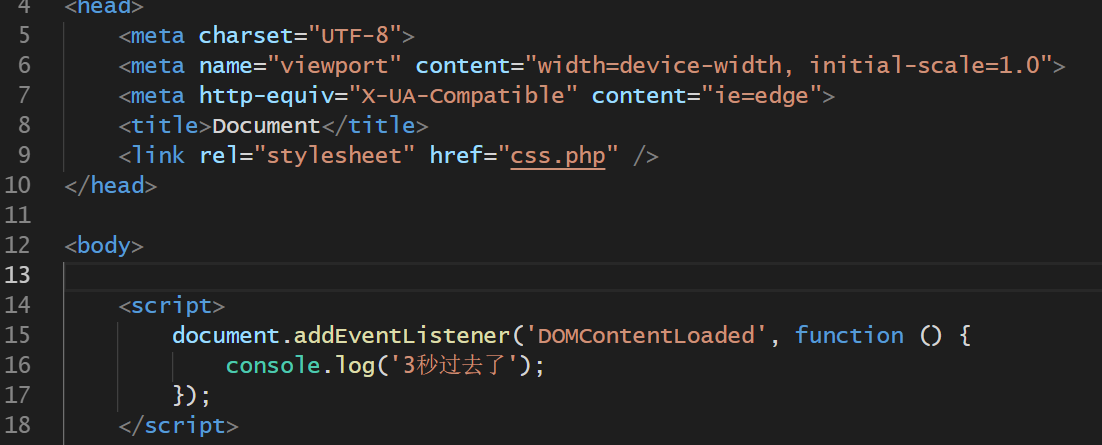 4 <head>
5 <meta charset="UTF-8">
6 <meta name="viewport" content="width=device-width, initial-scale=1.0">
7 <meta http-equiv="X-UA-Compatible" content="ie=edge">
8 <title>Document</title>
9 <link rel="stylesheet" href="css.php" />
10 </head>
11
12 <body>
13
14 <script>
15 document.addEventListener('DOMContentLoaded', function () {
16 console.log('3秒过去了');
17 });
18 </script>